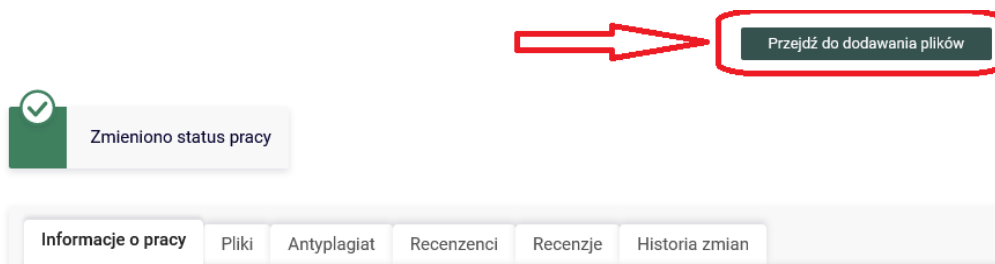 Przejdź do dodawania plików
Zmieniono status pracy
Informacje o pracy Pliki Antyplagiat Recenzenci Recenzje Historia zmian